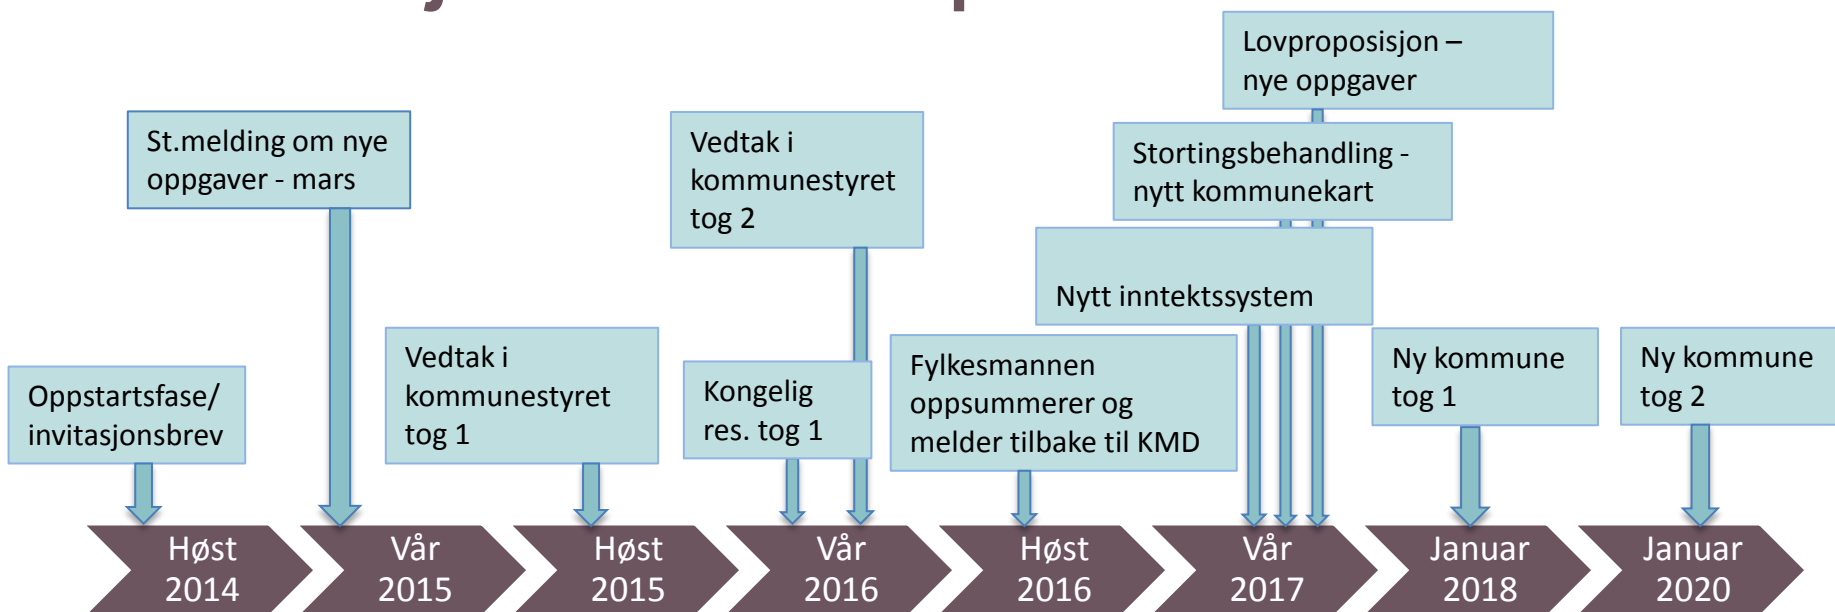 Lovproposisjon –
nye oppgaver
St.melding om nye
oppgaver - mars
Vedtak i
kommunestyret
tog 2
Stortingsbehandling -
nytt kommunekart
Nytt inntektssystem
Oppstartsfase/
invitasjonsbrev
Vedtak i
kommunestyret
tog 1
Kongelig
res. tog 1
Fylkesmannen
oppsummerer og
melder tilbake til KMD
Ny kommune
tog 1
Ny kommune
tog 2
Høst
2014
Vår
2015
Høst
2015
Vår
2016
Høst
2016
Vår
2017
Januar
2018
Januar
2020